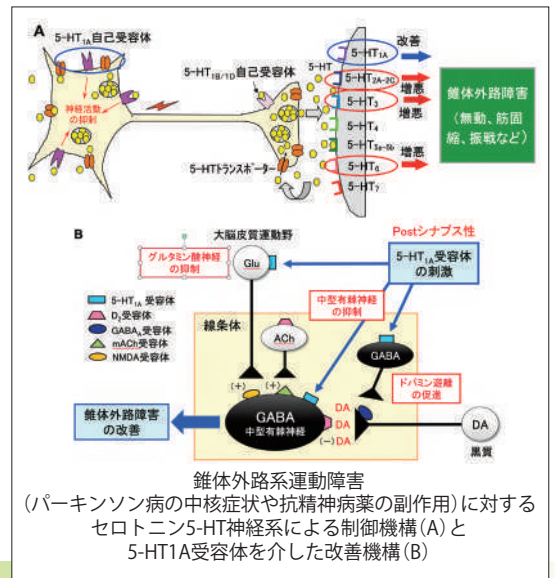 A
5-HT1A自己受容体
神経活動
の抑制
5-HT1B/1D自己受容体
5-HTトランスポーター
5-HT
5-HT1A
5-HT2A-2C
5-HT3
5-HT4
5-HT5a-5b
5-HT6
5-HT7
改善
増悪
増悪
増悪
錐体外路障害
(無動、筋固
縮、振戦など)
B
大脳皮質運動野
グルタミン酸神経
の抑制
Glu
Postシナプス性
5-HT1A受容体
の刺激
中型有棘神経
の抑制
5-HT1A 受容体
D2受容体
GABAA受容体
mACh受容体
NMDA受容体
線条体
ACh
GABA
ドパミン遊離
の促進
(+)
(+)
GABA
中型有棘神経
DA
DA
(-)DA
DA
黒質
錐体外路障害
の改善
錐体外路系運動障害
(パーキンソン病の中核症状や抗精神病薬の副作用)に対する
セロトニン5-HT神経系による制御機構(A)と
5-HT1A受容体を介した改善機構(B)